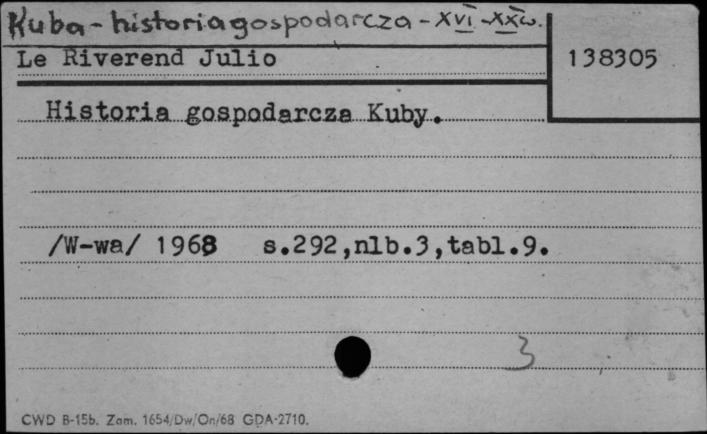 Kuba - historia gospodarcza - XVI-XXw.
Le Riverend Julio
138305
Historia gospodarcza Kuby.
/W-wa/ 1968 s.292,nlb.3,tabl.9.
3
CWD B-15b. Zam. 1654/Dw/On/68 GDA-2710.